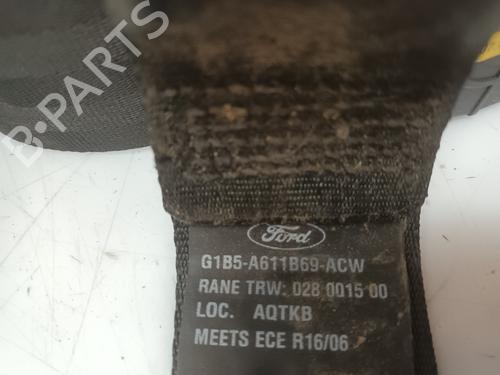 B-PARTS
Ford
G1B5-A611B69-ACW
RANE TRW: 028 0015 00
LOC. AQTKB
MEETS ECE R16/06